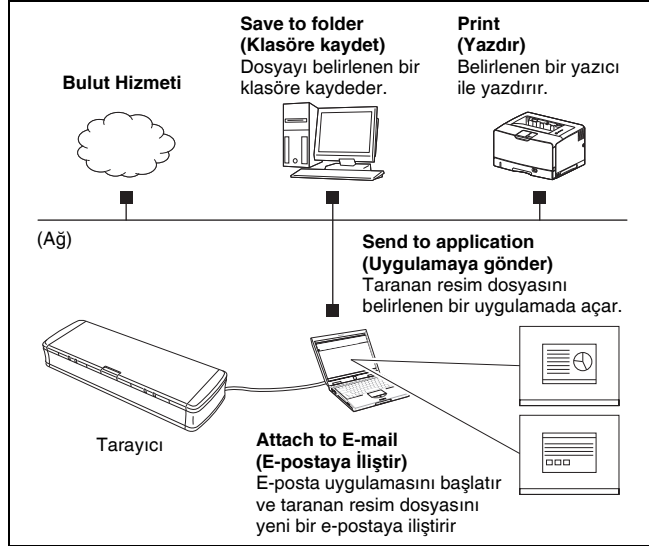 Bulut Hizmeti
Save to folder
(Klasöre kaydet)
Dosyayı belirlenen bir
klasöre kaydeder.
Print
(Yazdır)
Belirlenen bir yazıcı
ile yazdırır.
(Ağ)
Send to application
(Uygulamaya gönder)
Taranan resim dosyasını
belirlenen bir uygulamada açar.
Tarayıcı
Attach to E-mail
(E-postaya İliştir)
E-posta uygulamasını başlatır
ve taranan resim dosyasını
yeni bir e-postaya iliştirir